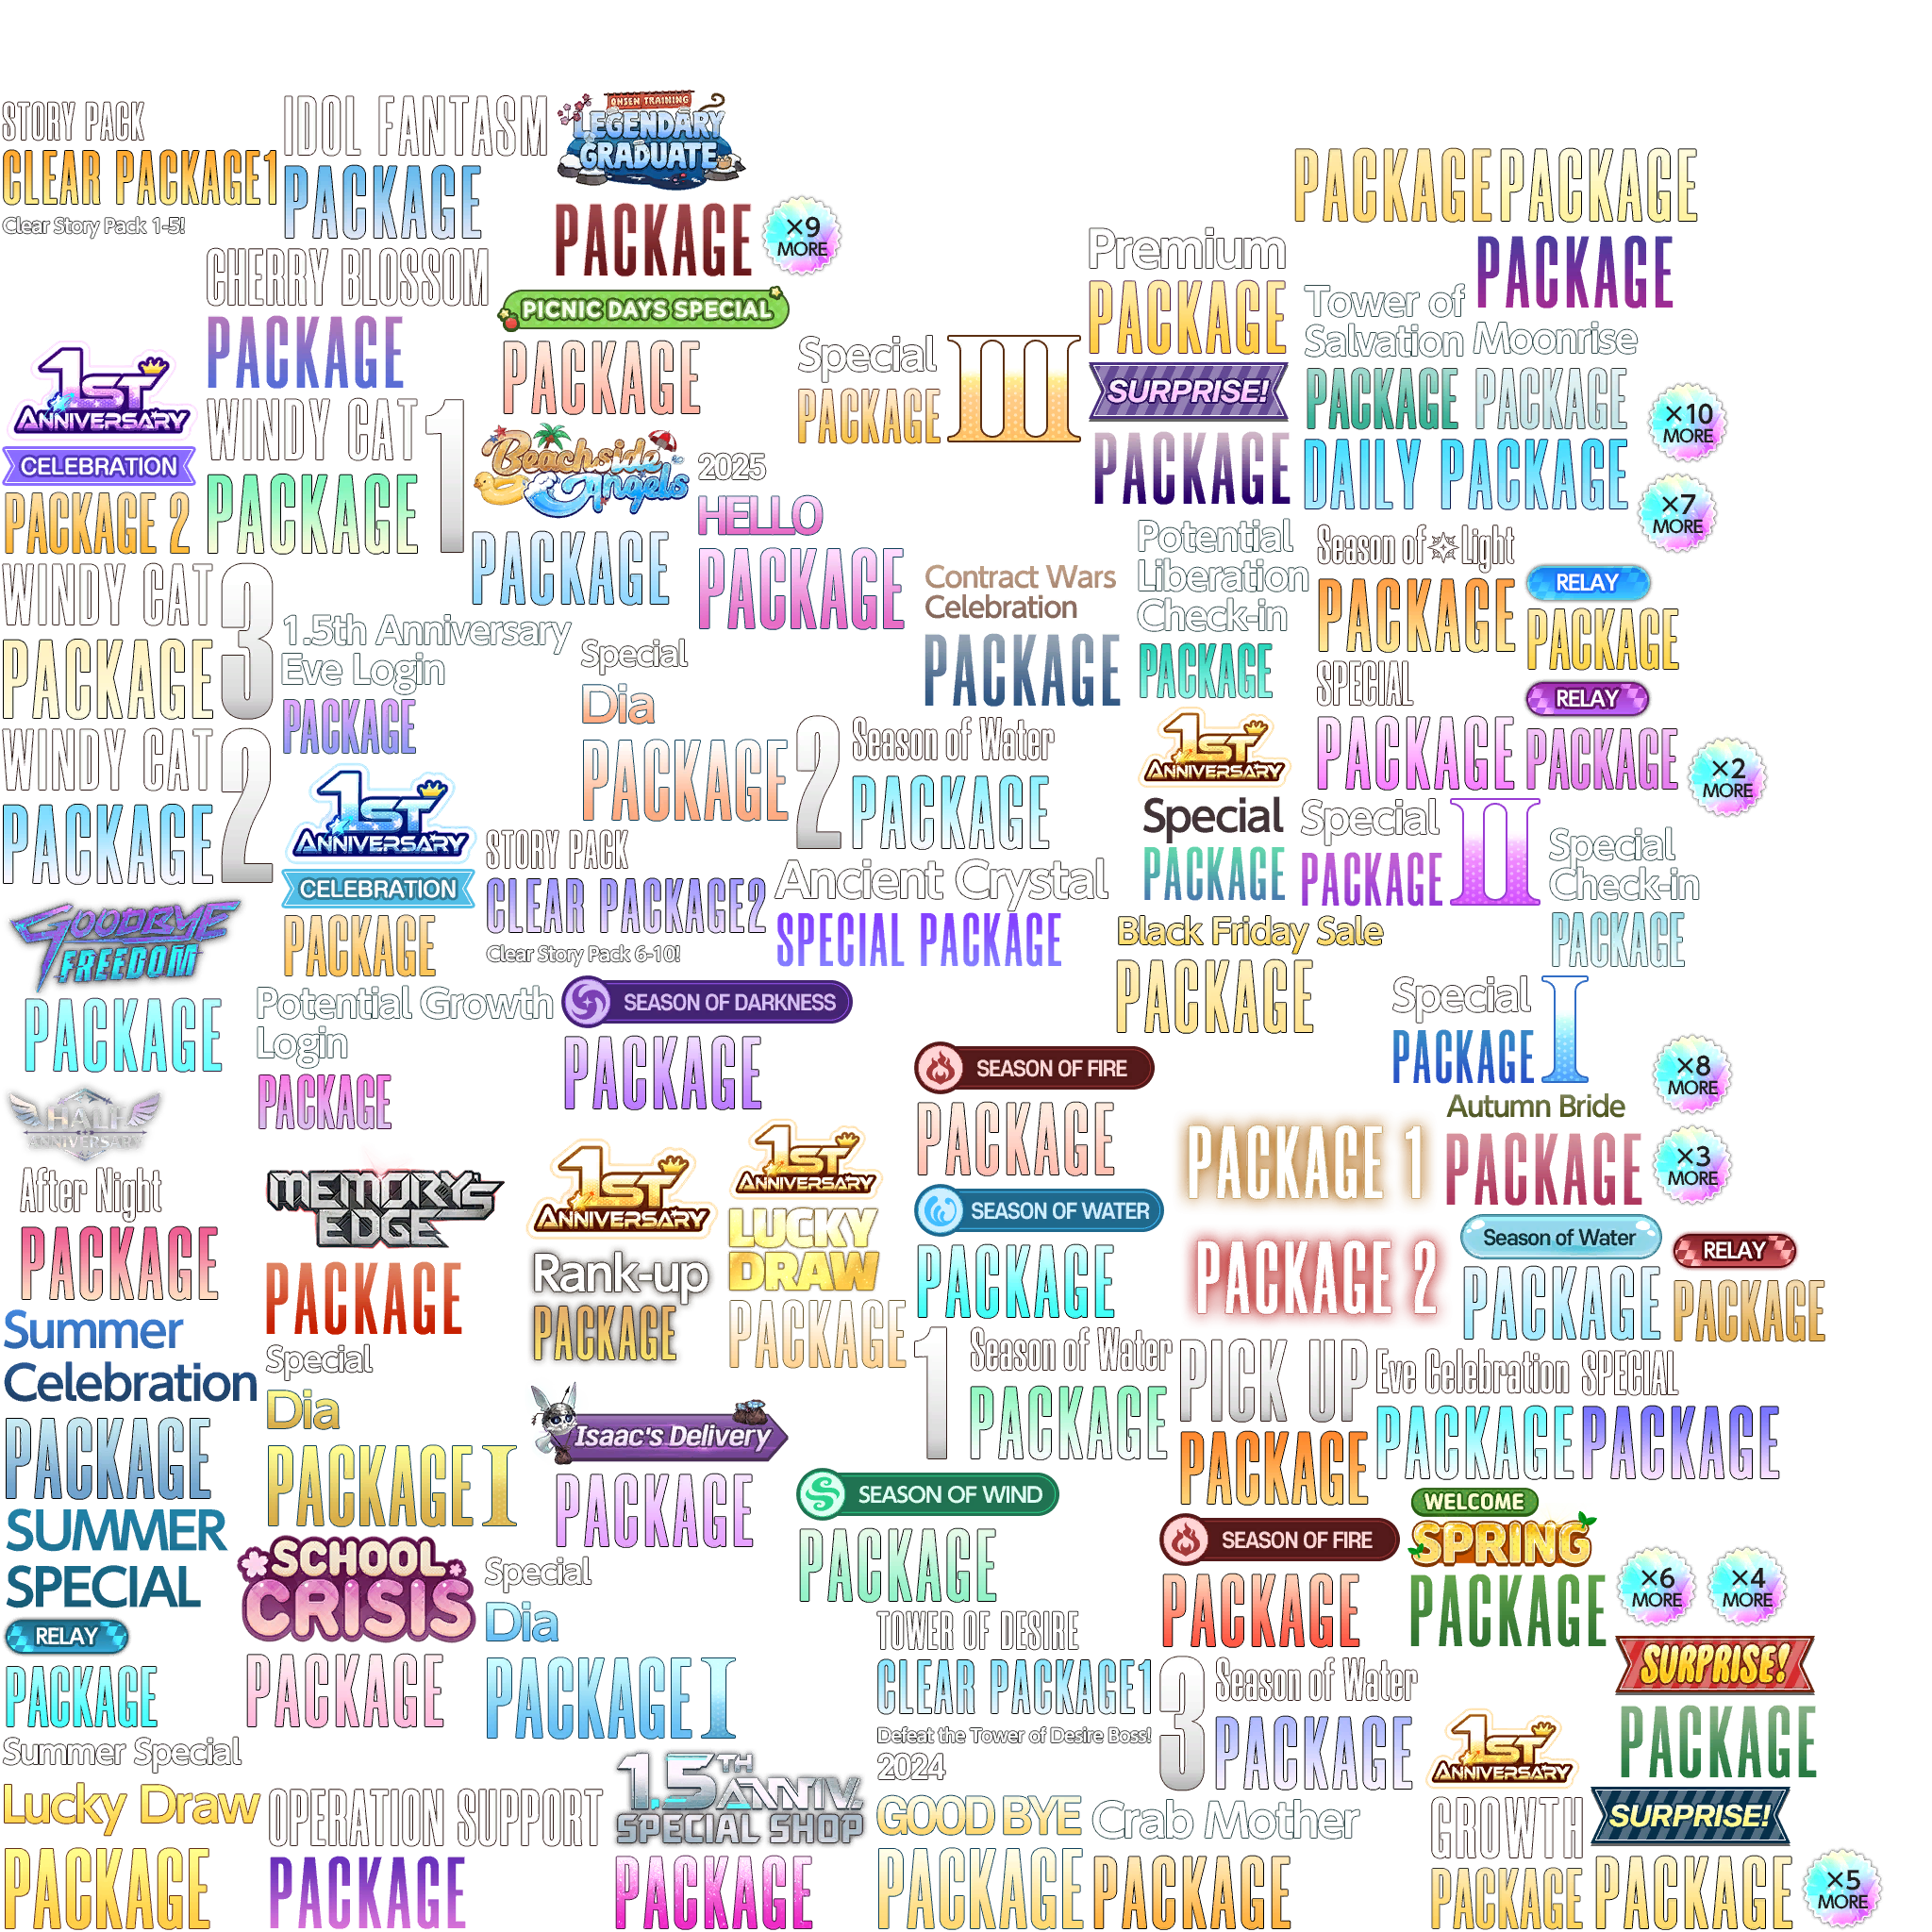 STORY PACK
CLEAR PACKAGE1
Clear Story Pack 1-5!
IDOL FANTASM
PACKAGE
ONSEN TRAINING
LEGENDARY
GRADUATE
PACKAGE
×9
MORE
CHERRY BLOSSOM
PACKAGE
PICNIC DAYS SPECIAL
PACKAGE
PACKAGE
PACKAGE
PACKAGE
Premium
PACKAGE
SURPRISE!
PACKAGE
Tower of
Salvation
PACKAGE
Moonrise
PACKAGE
DAILY PACKAGE
×10
MORE
×7
MORE
Special
PACKAGE III
1ST
ANNIVERSARY
CELEBRATION
PACKAGE 2
WINDY CAT
PACKAGE 1
Beachside
Angels
PACKAGE
2025
HELLO
PACKAGE
Contract Wars
Celebration
PACKAGE
Potential
Liberation
Check-in
PACKAGE
Season of Light
PACKAGE
RELAY
PACKAGE
SPECIAL
PACKAGE
RELAY
PACKAGE
×2
MORE
WINDY CAT
PACKAGE 3
1.5th Anniversary
Eve Login
PACKAGE
Special
Dia
PACKAGE
2
Season of Water
PACKAGE
1ST
ANNIVERSARY
Special
PACKAGE
Special
PACKAGE II
Special
Check-in
PACKAGE
WINDY CAT
PACKAGE 2
1ST
ANNIVERSARY
CELEBRATION
PACKAGE
STORY PACK
CLEAR PACKAGE2
Clear Story Pack 6-10!
Ancient Crystal
SPECIAL PACKAGE
Black Friday Sale
PACKAGE
GOODBYE
FREEDOM
PACKAGE
Potential Growth
Login
PACKAGE
SEASON OF DARKNESS
PACKAGE
SEASON OF FIRE
PACKAGE
Special
PACKAGE I
×8
MORE
Autumn Bride
PACKAGE
×3
MORE
PACKAGE 1
PACKAGE 2
HALF
ANNIVERSARY
After Night
PACKAGE
MEMORY'S
EDGE
PACKAGE
1ST
ANNIVERSARY
Rank-up
PACKAGE
1ST
ANNIVERSARY
LUCKY
DRAW
PACKAGE
SEASON OF WATER
PACKAGE
Season of Water
PACKAGE
RELAY
PACKAGE
Summer
Celebration
PACKAGE
Special
Dia
PACKAGE I
Isaac's Delivery
PACKAGE
1
Season of Water
PACKAGE
PICK UP
PACKAGE
Eve Celebration
PACKAGE
SPECIAL
PACKAGE
SEASON OF WIND
PACKAGE
SEASON OF FIRE
PACKAGE
WELCOME
SPRING
PACKAGE
×6
MORE
×4
MORE
SUMMER
SPECIAL
RELAY
PACKAGE
SCHOOL
CRISIS
PACKAGE
Special
Dia
PACKAGE I
TOWER OF DESIRE
CLEAR PACKAGE1
Defeat the Tower of Desire Boss!
3
Season of Water
PACKAGE
SURPRISE!
PACKAGE
Summer Special
Lucky Draw
PACKAGE
OPERATION SUPPORT
PACKAGE
1.5TH ANNIV.
SPECIAL SHOP
PACKAGE
2024
GOOD BYE
PACKAGE
Crab Mother
PACKAGE
1ST
ANNIVERSARY
GROWTH
PACKAGE
SURPRISE!
PACKAGE
×5
MORE